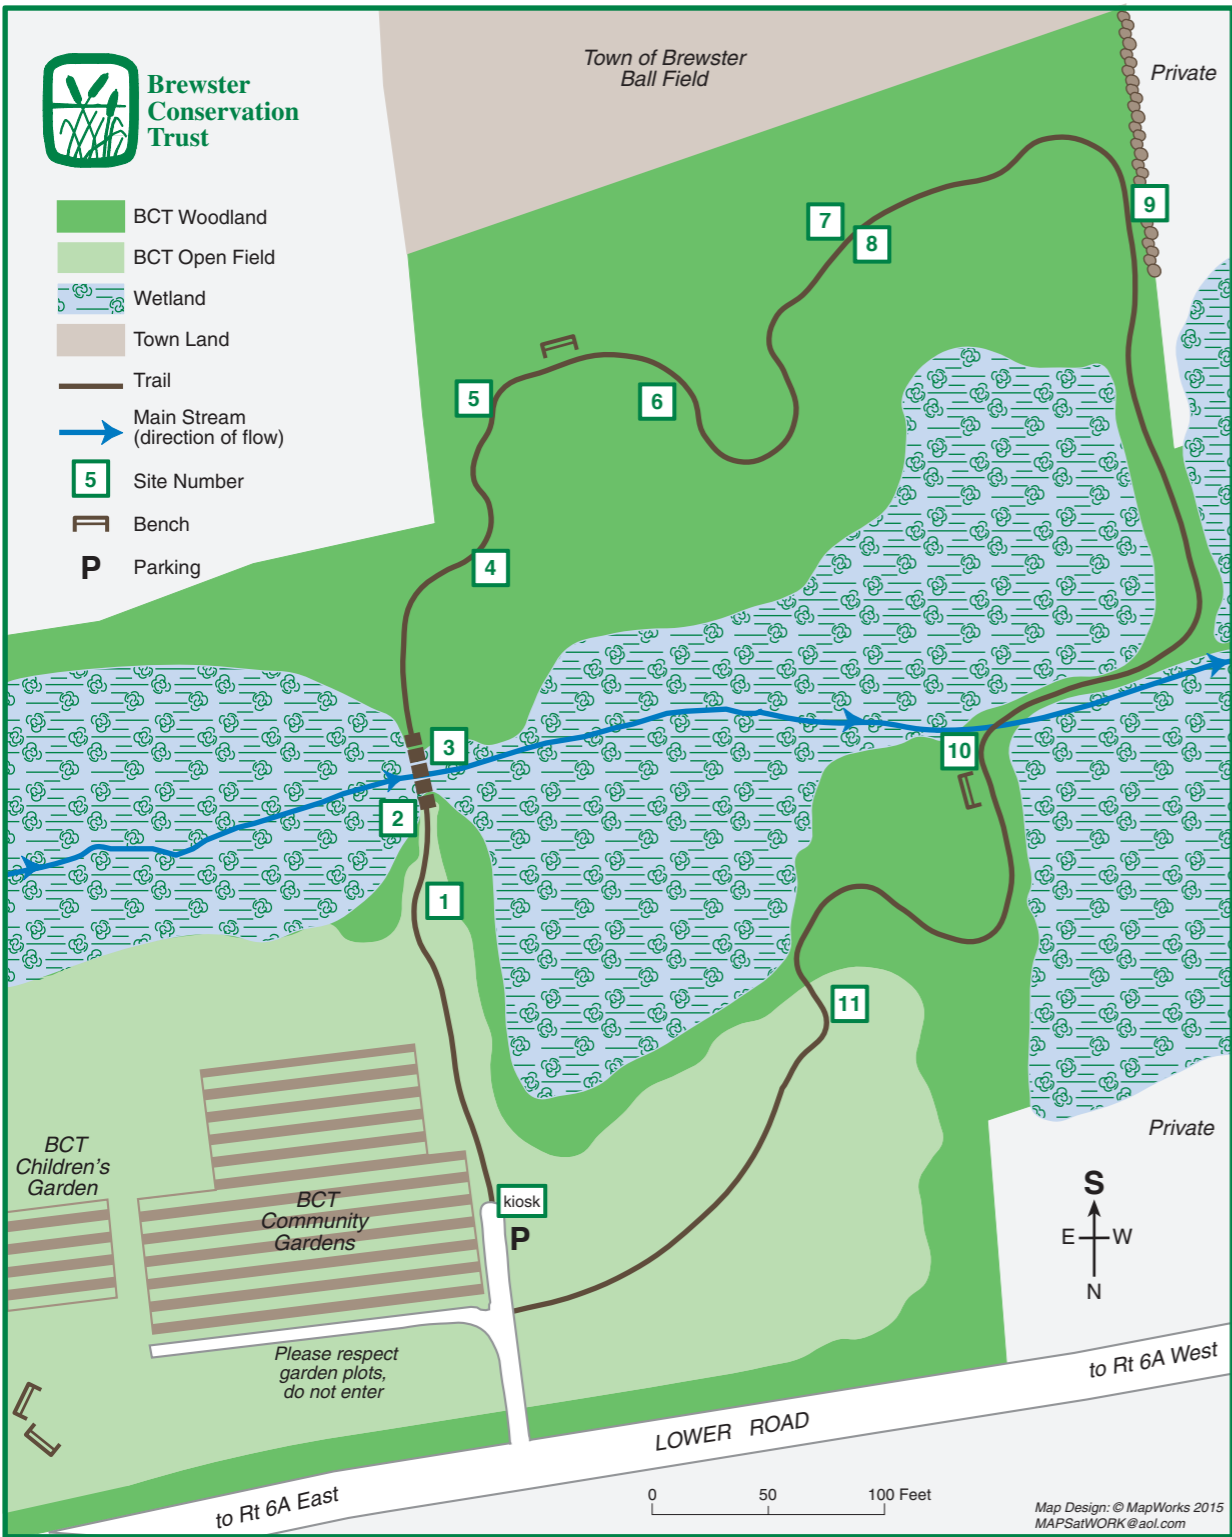 Brewster
Conservation
Trust
BCT Woodland
BCT Open Field
Wetland
Town Land
Trail
Main Stream
(direction of flow)
5
Site Number
Bench
P
Parking
Town of Brewster
Ball Field
Private
9
7
8
5
6
4
3
10
2
1
11
BCT
Children's
Garden
BCT
Community
Gardens
kiosk
P
Private
S
E W
N
Please respect
garden plots,
do not enter
to Rt 6A West
LOWER ROAD
to Rt 6A East
0 50 100 Feet
Map Design: © MapWorks 2015
MAPSatWORK@aol.com